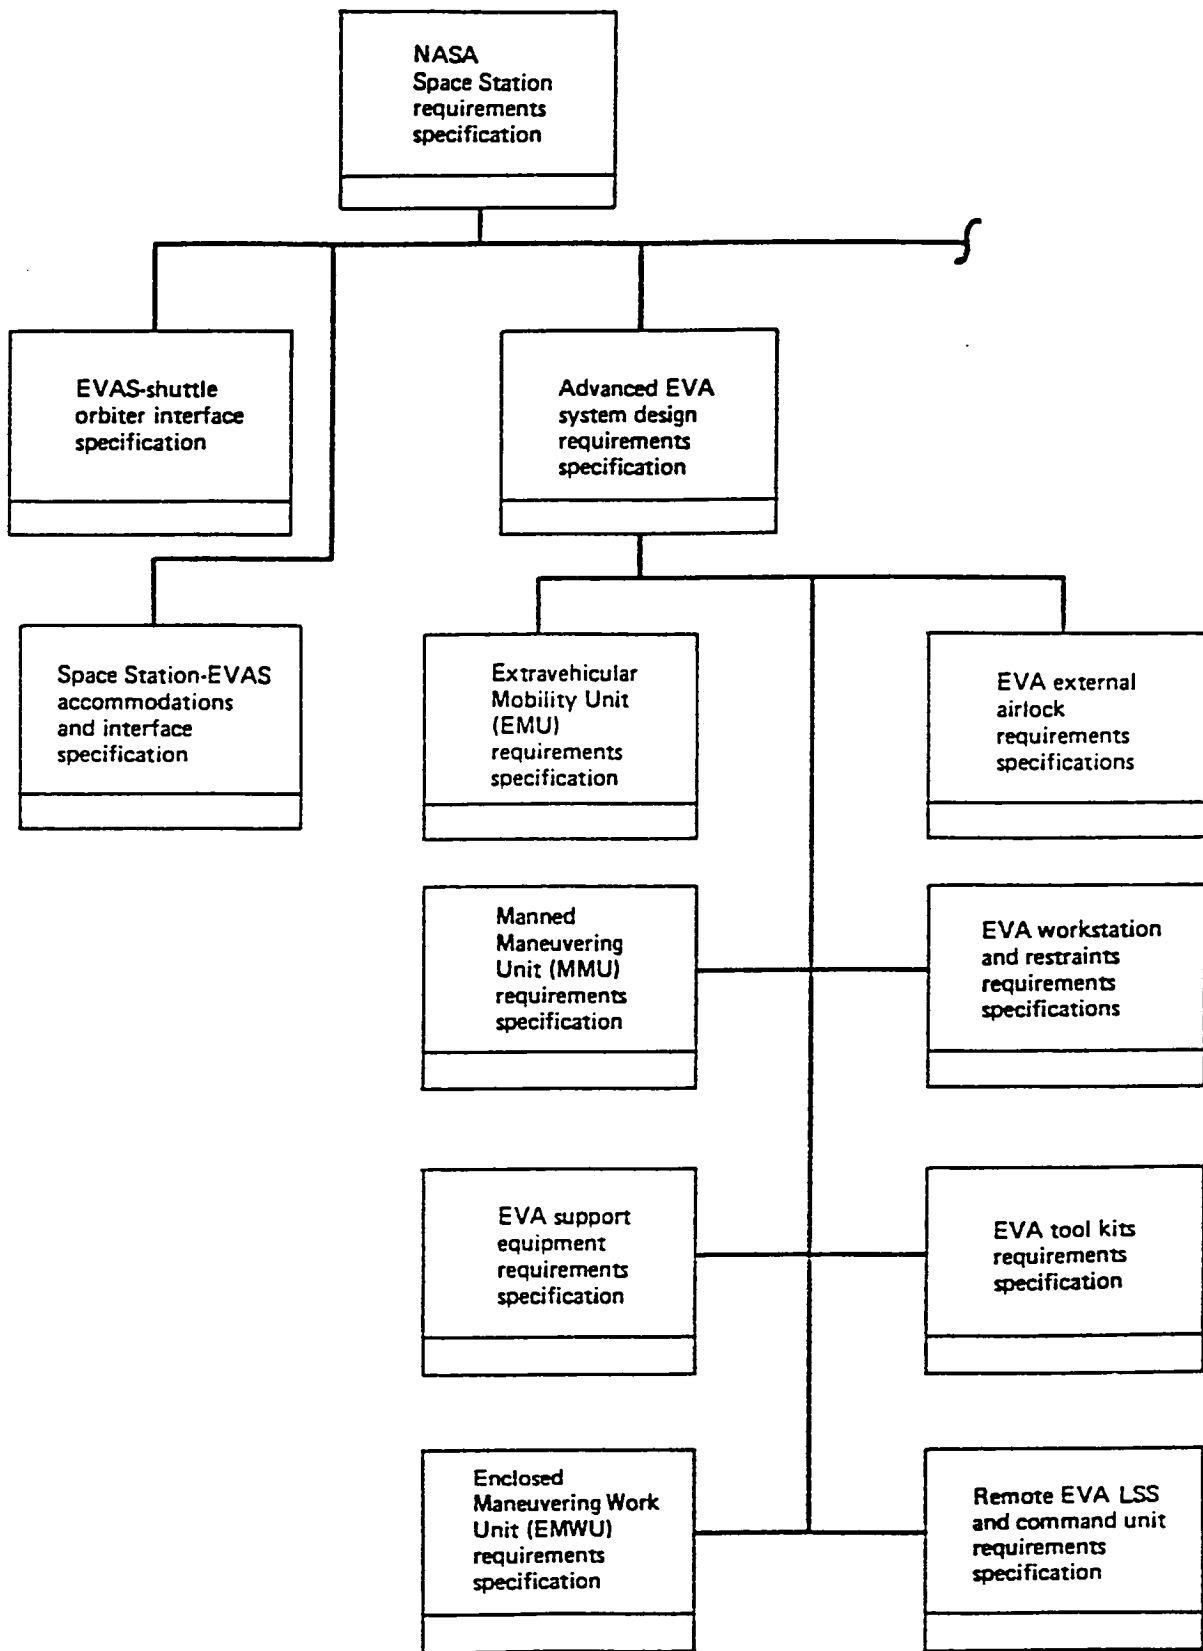 NASA
Space Station
requirements
specification
EVAS-shuttle
orbiter interface
specification
Advanced EVA
system design
requirements
specification
Space Station-EVAS
accommodations
and interface
specification
Extravehicular
Mobility Unit
(EMU)
requirements
specification
EVA external
airlock
requirements
specifications
Manned
Maneuvering
Unit (MMU)
requirements
specification
EVA workstation
and restraints
requirements
specifications
EVA support
equipment
requirements
specification
EVA tool kits
requirements
specification
Enclosed
Maneuvering Work
Unit (EMWU)
requirements
specification
Remote EVA LSS
and command unit
requirements
specification